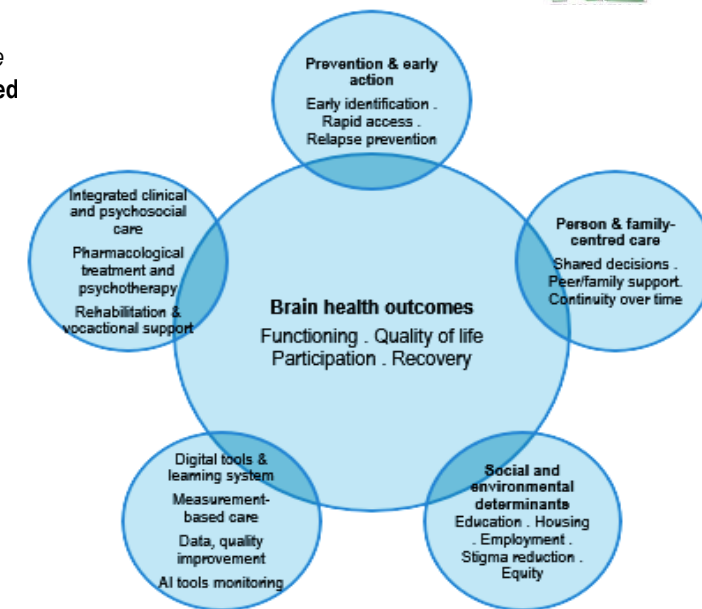 e
ed
Prevention & early
action
Early identification .
Rapid access .
Relapse prevention
Integrated clinical
and psychosocial
care
Pharmacological
treatment and
psychotherapy
Rehabilitation &
vocactional support
Person & family-
centred care
Shared decisions .
Peer/family support.
Continuity over time
Brain health outcomes
Functioning . Quality of life
Participation . Recovery
Digital tools &
learning system
Measurement-
based care
Data, quality
improvement
AI tools monitoring
Social and
environmental
determinants
Education . Housing
. Employment .
Stigma reduction .
Equity